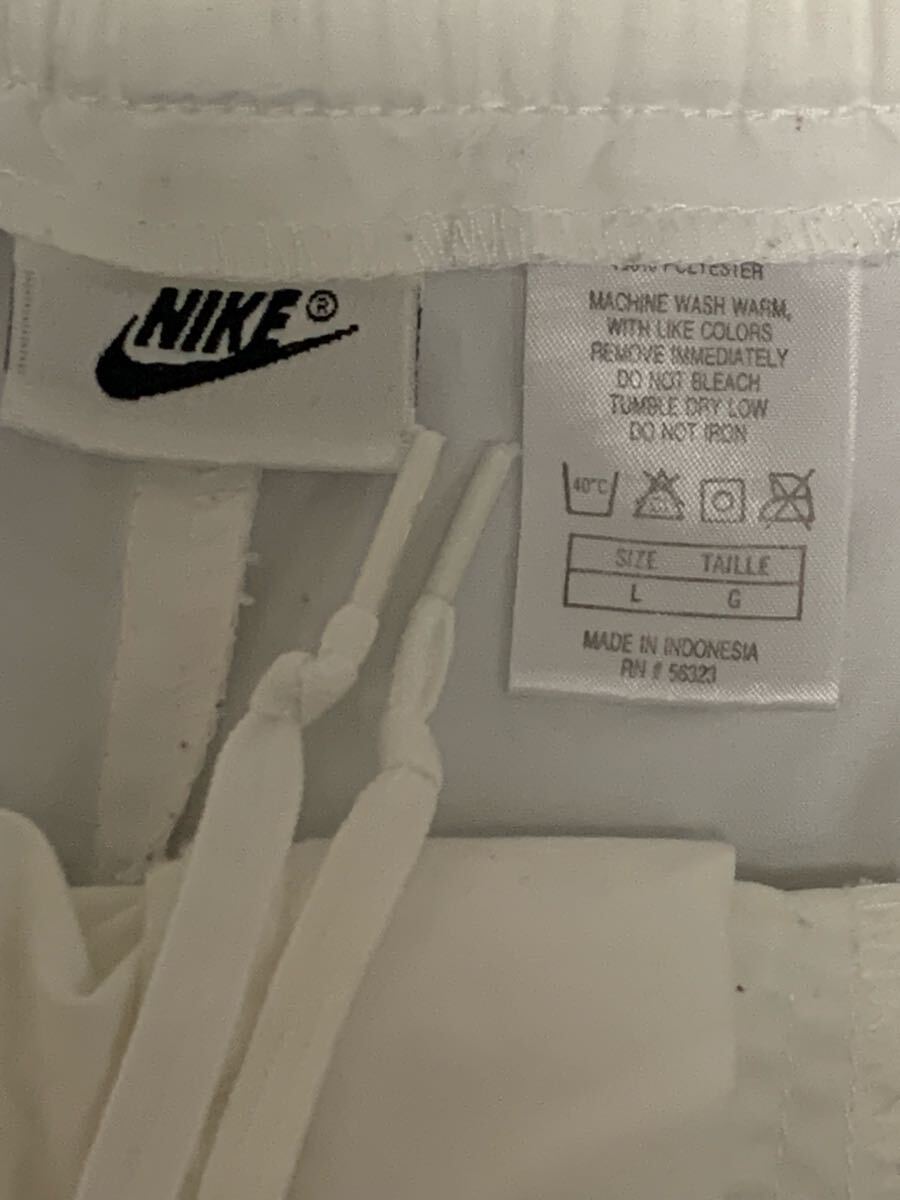 NIKE®
POLYESTER
MACHINE WASH WARM,
WITH LIKE COLORS
REMOVE IMMEDIATELY
DO NOT BLEACH
TUMBLE DRY LOW
DO NOT IRON
40°C
SIZE TAILLE
L G
MADE IN INDONESIA
RN # 56323